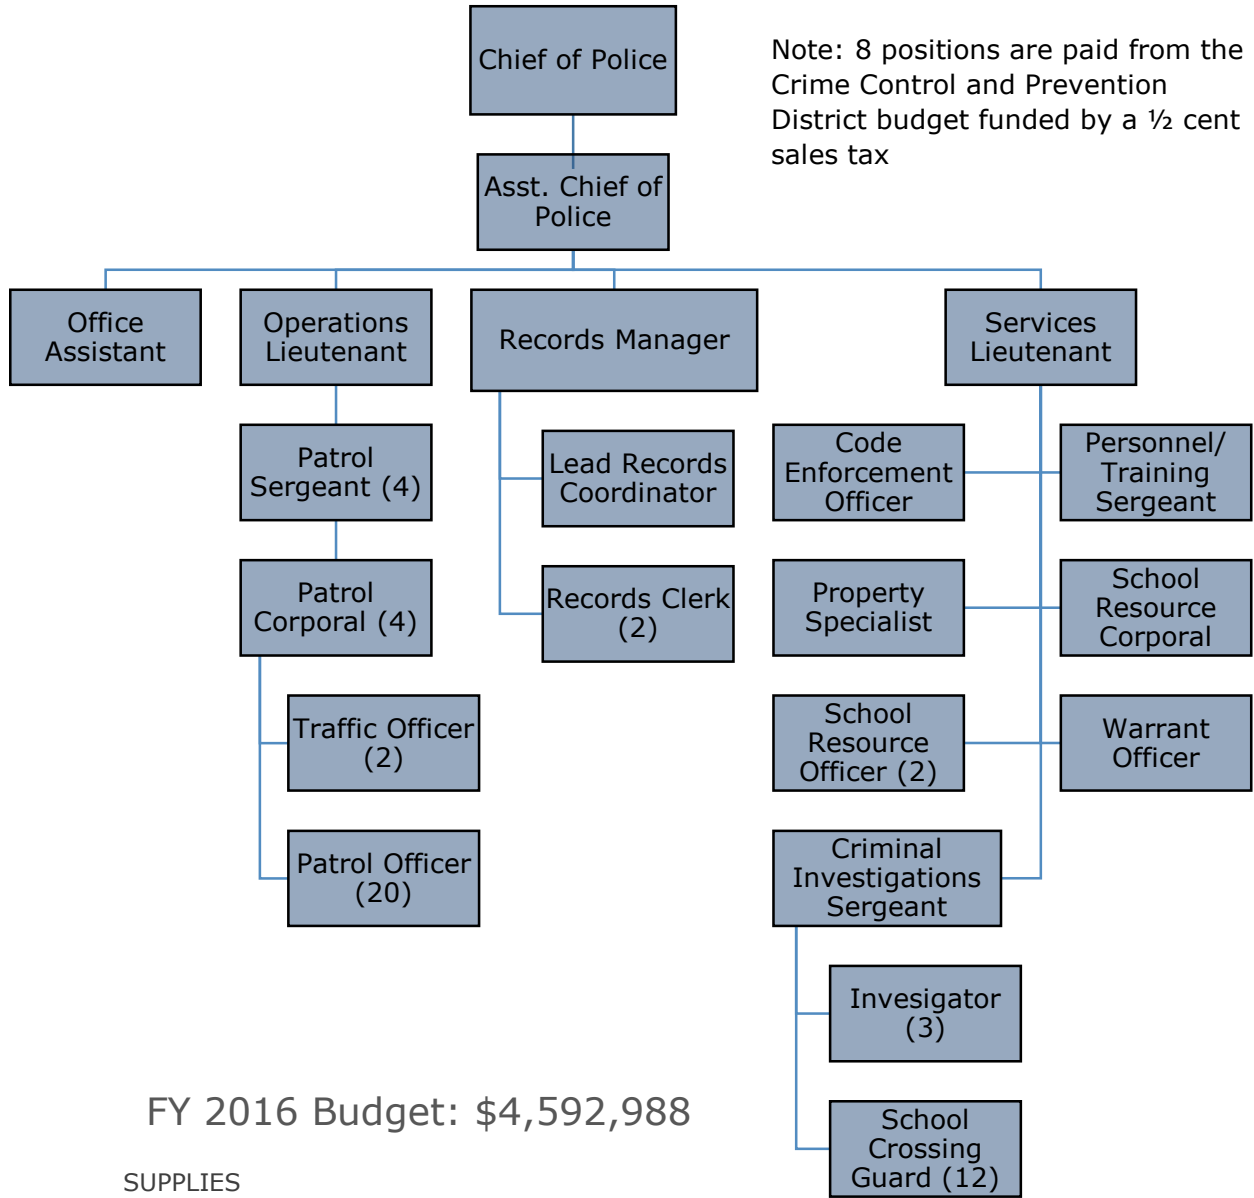 Chief of Police
Note: 8 positions are paid from the
Crime Control and Prevention
District budget funded by a ½ cent
sales tax
Asst. Chief of
Police
Office
Assistant
Operations
Lieutenant
Records Manager
Services
Lieutenant
Patrol
Sergeant (4)
Patrol
Corporal (4)
Traffic Officer
(2)
Patrol Officer
(20)
Lead Records
Coordinator
Records Clerk
(2)
Code
Enforcement
Officer
Personnel/
Training
Sergeant
Property
Specialist
School
Resource
Corporal
School
Resource
Officer (2)
Warrant
Officer
Criminal
Investigations
Sergeant
Invesigator
(3)
School
Crossing
Guard (12)
FY 2016 Budget: $4,592,988
SUPPLIES